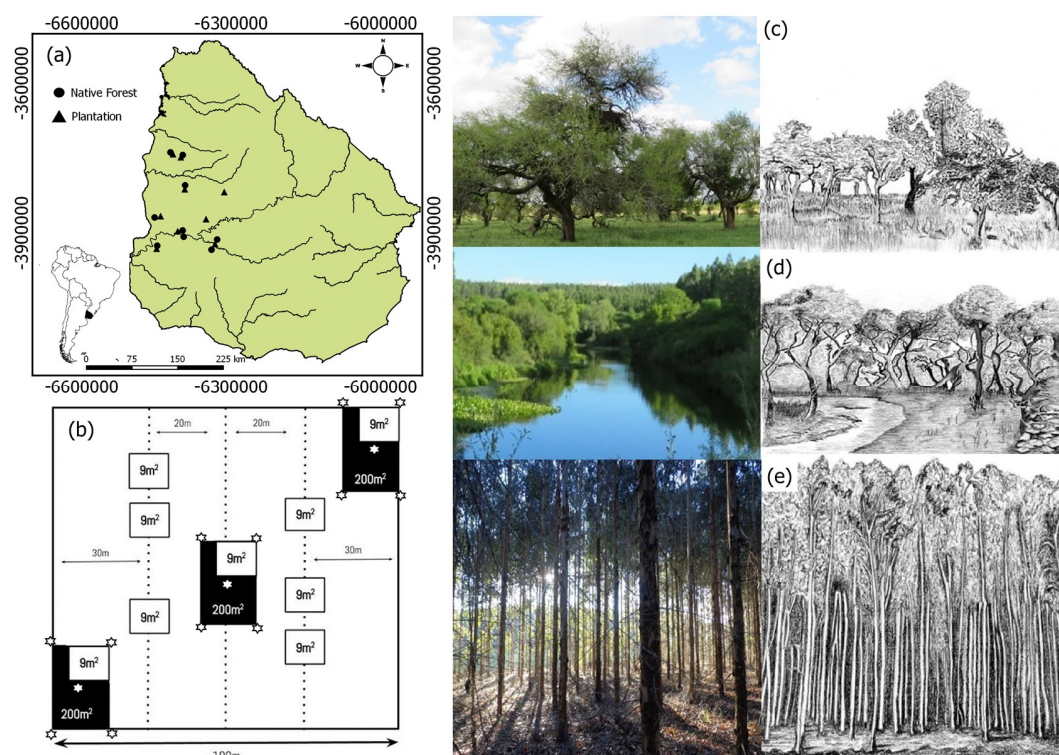 -6600000 -6300000 -6000000
(a)
N
W E
S
Native Forest
Plantation
-3600000
-3900000
-3600000
-3900000
0 75 150 225 km
-6600000 -6300000 -6000000
(b)
20m 20m
9m²
200m²
9m²
9m²
9m²
9m²
200m²
30m 30m
9m²
9m²
9m²
9m²
200m²
100m
(c)
(d)
(e)